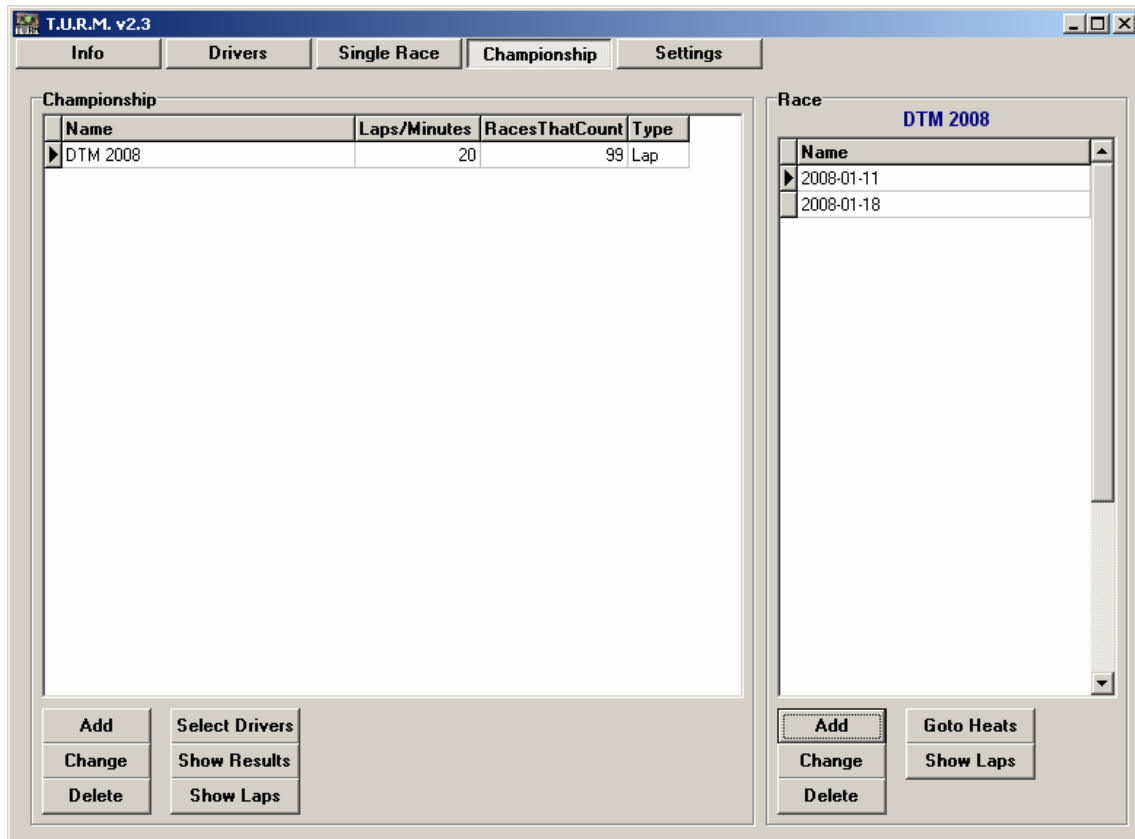 T.U.R.M. v2.3
Info Drivers Single Race Championship Settings
Championship
Name Laps/Minutes RacesThatCount Type
DTM 2008 20 99 Lap
Add Select Drivers
Change Show Results
Delete Show Laps
Race
DTM 2008
Name
2008-01-11
2008-01-18
Add Goto Heats
Change Show Laps
Delete